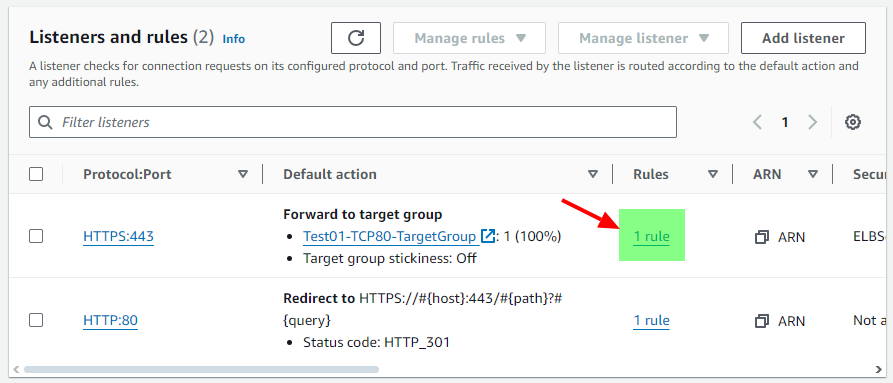 Listeners and rules (2) Info
Manage rules
Manage listener
Add listener
A listener checks for connection requests on its configured protocol and port. Traffic received by the listener is routed according to the default action and
any additional rules.
Filter listeners
1
Protocol:Port
Default action
Rules
ARN
Secur
HTTPS:443
Forward to target group
• Test01-TCP80-TargetGroup : 1 (100%)
• Target group stickiness: Off
1 rule
ARN
ELBS
HTTP:80
Redirect to HTTPS://#{host}:443/#{path}?#
{query}
• Status code: HTTP_301
1 rule
ARN
Not a